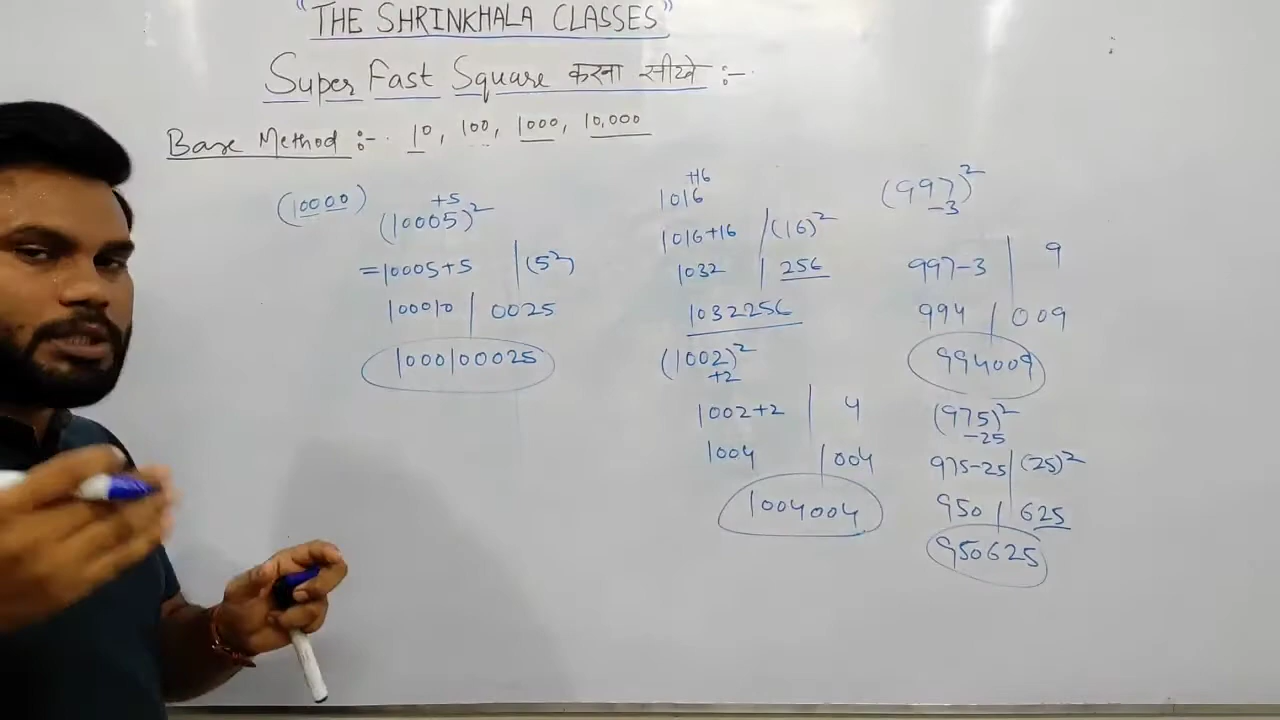 "THE SHRINKHALA CLASSES"
Super Fast Square करना सीखे :-
Base Method :- 10, 100, 1000, 10,000
(10000)
+5
(10005)²
=10005+5 | (5²)
10010 | 0025
100100025
+16
1016
1016+16 | (16)²
1032 | 256
1032256
(1002)²
+2
1002+2 | 4
1004 | 004
1004004
(997)²
-3
997-3 | 9
994 | 009
994009
(975)²
-25
975-25 | (25)²
950 | 625
950625